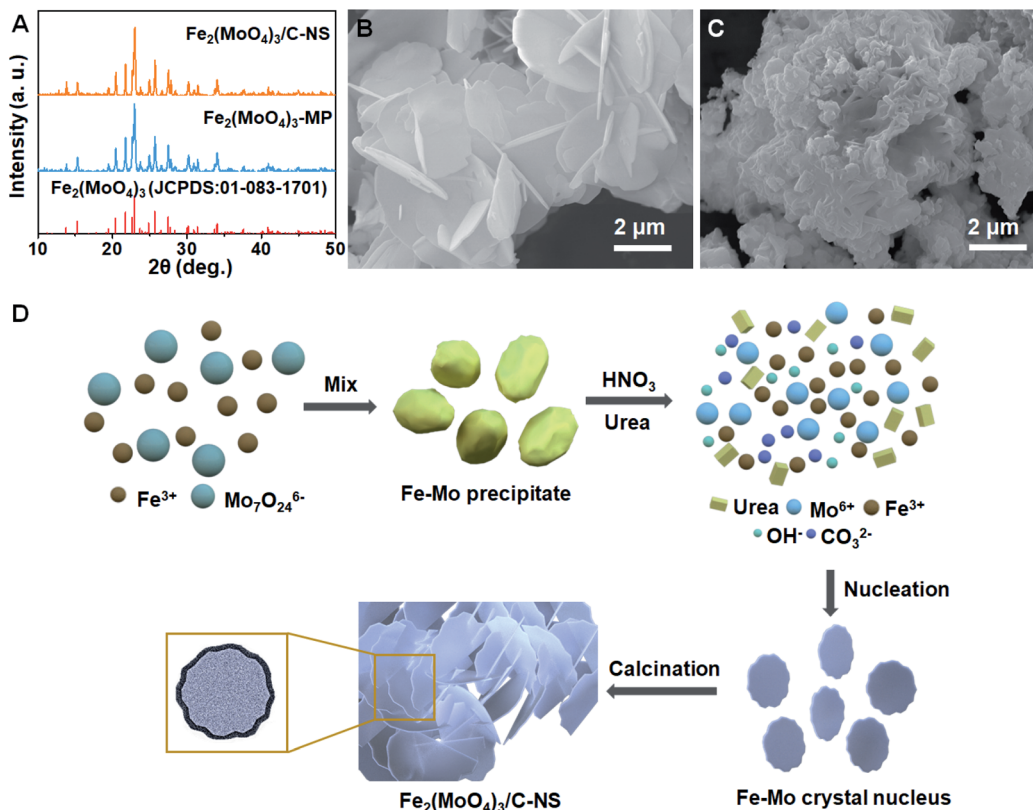 A
Fe₂(MoO₄)₃/C-NS
Fe₂(MoO₄)₃-MP
Fe₂(MoO₄)₃ (JCPDS:01-083-1701)
Intensity (a. u.)
10 20 30 40 50
2θ (deg.)
B
2 μm
C
2 μm
D
Fe³⁺ Mo₇O₂₄⁶⁻
Mix
Fe-Mo precipitate
HNO₃
Urea
Urea Mo⁶⁺ Fe³⁺
OH⁻ CO₃²⁻
Nucleation
Fe-Mo crystal nucleus
Calcination
Fe₂(MoO₄)₃/C-NS